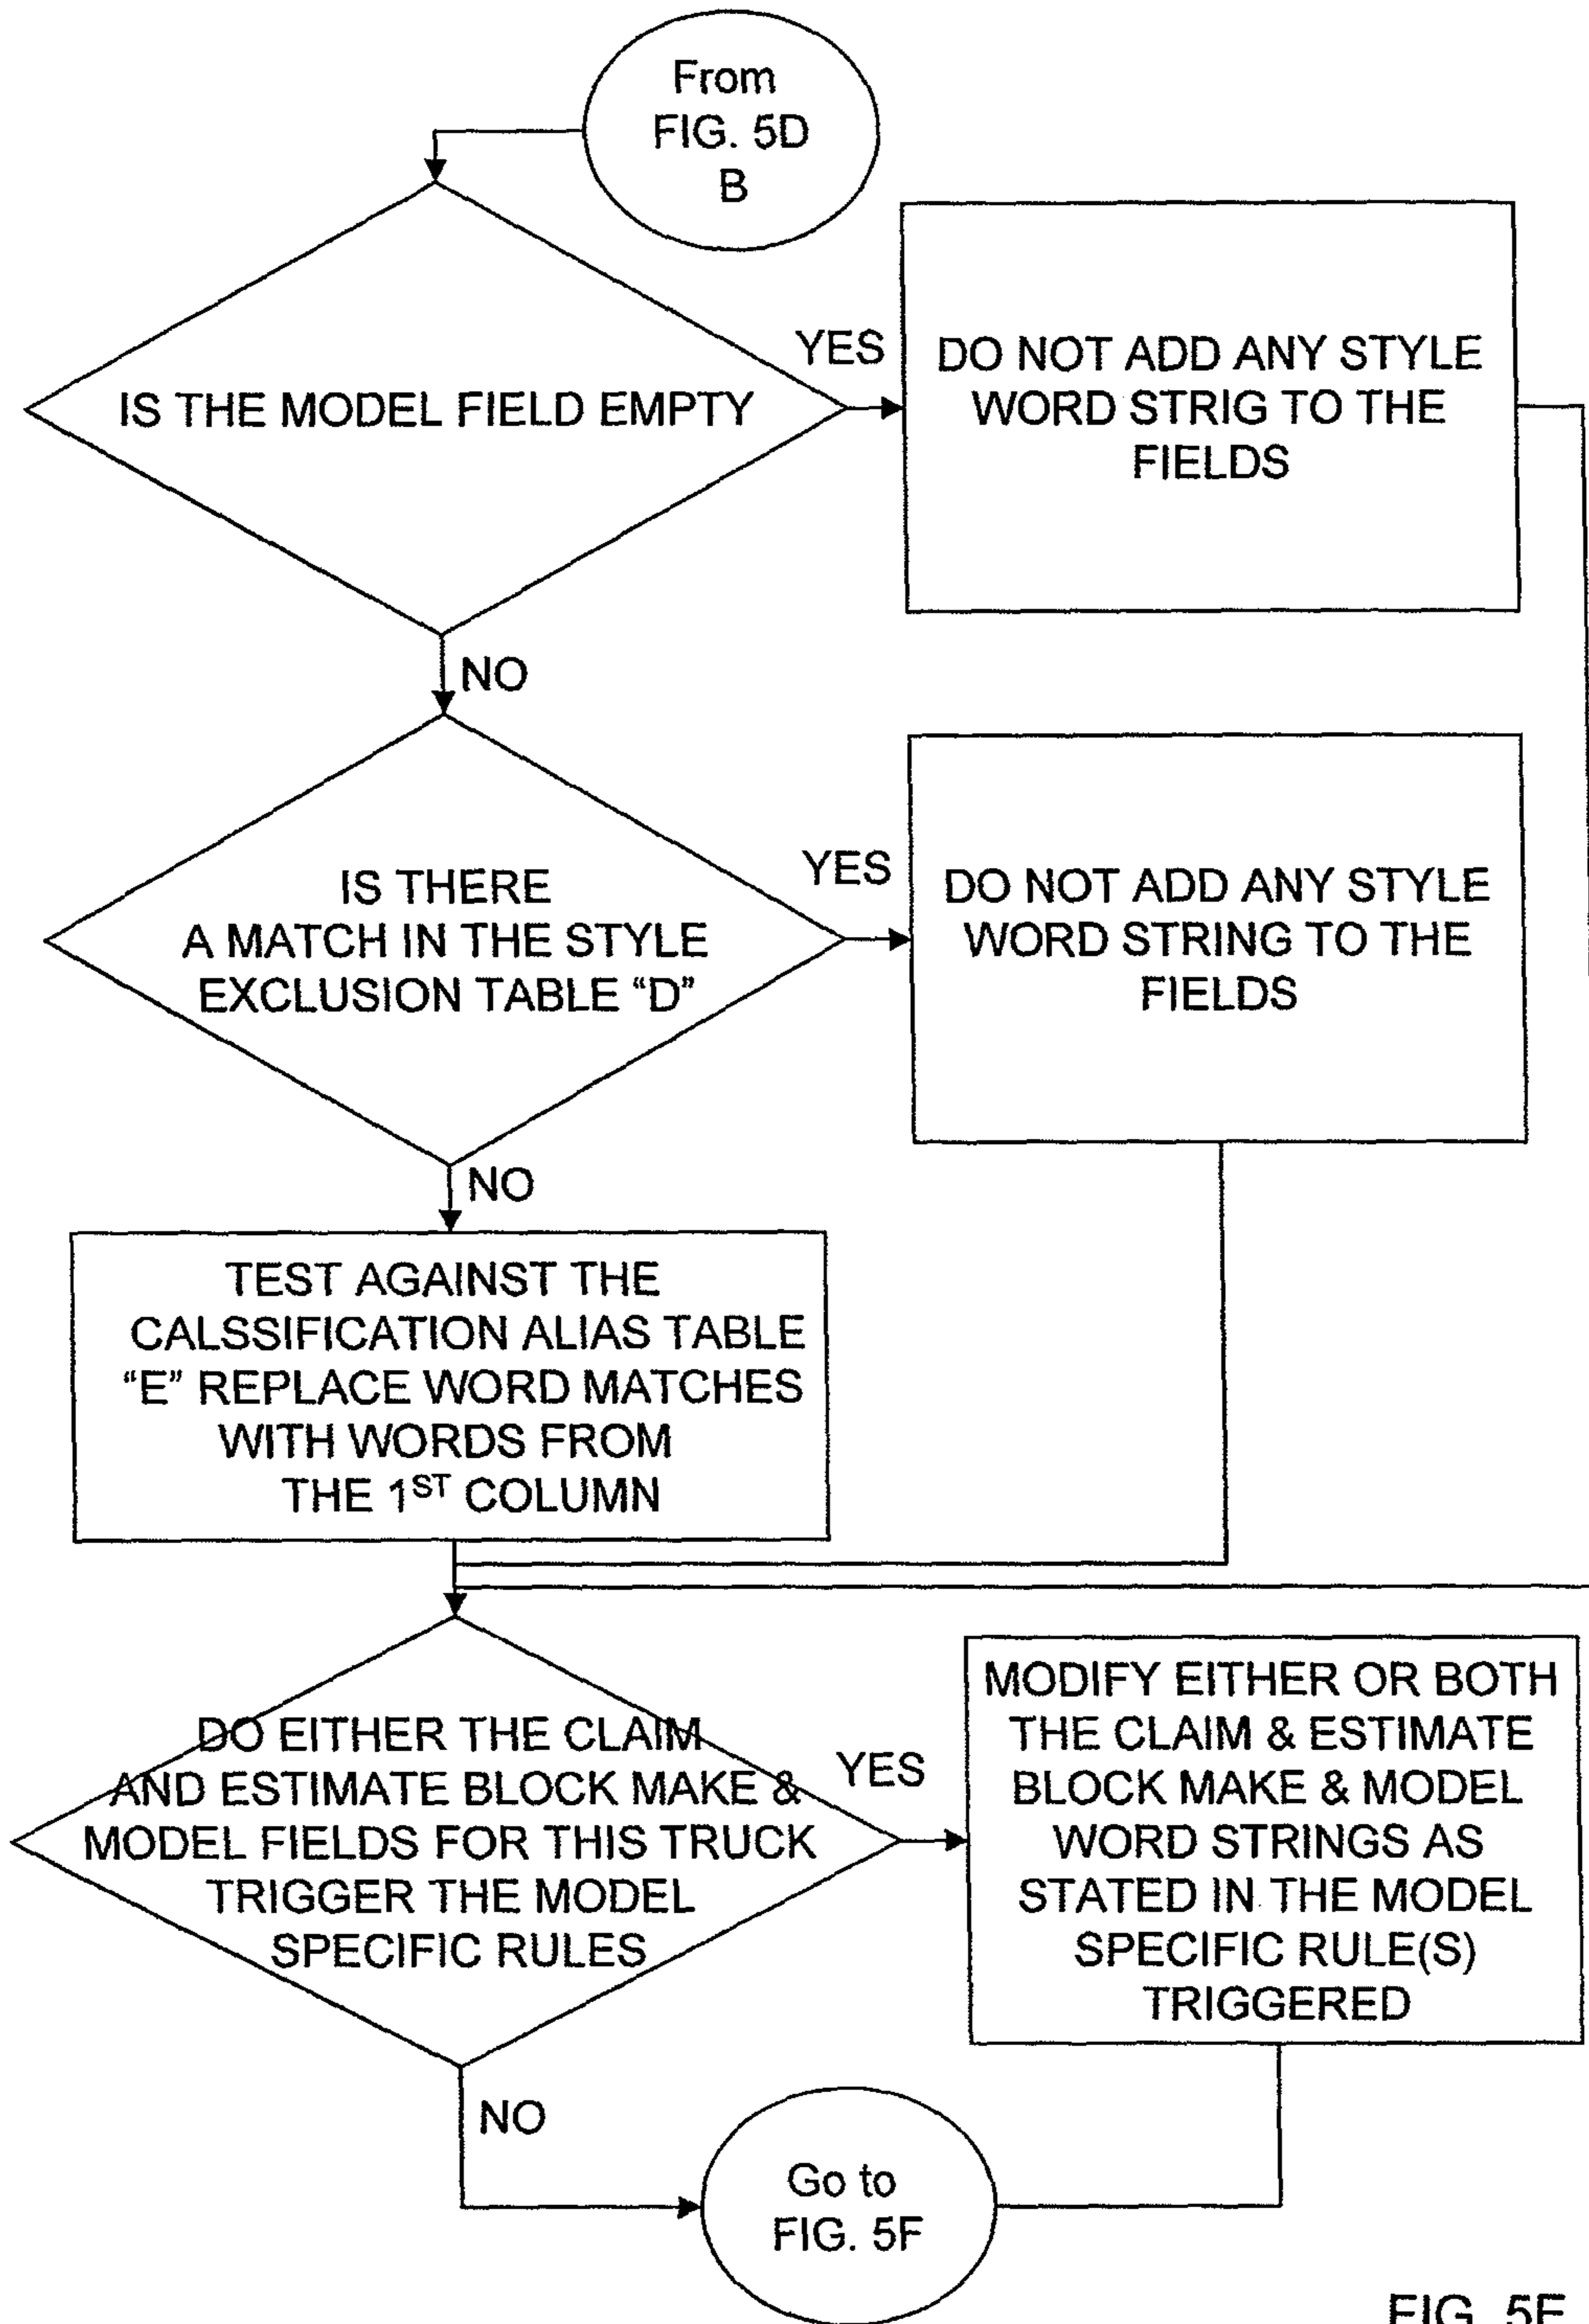 From
FIG. 5D
B
IS THE MODEL FIELD EMPTY
YES
DO NOT ADD ANY STYLE
WORD STRIG TO THE
FIELDS
NO
IS THERE
A MATCH IN THE STYLE
EXCLUSION TABLE “D”
YES
DO NOT ADD ANY STYLE
WORD STRING TO THE
FIELDS
NO
TEST AGAINST THE
CALSSIFICATION ALIAS TABLE
“E” REPLACE WORD MATCHES
WITH WORDS FROM
THE 1ST COLUMN
DO EITHER THE CLAIM
AND ESTIMATE BLOCK MAKE &
MODEL FIELDS FOR THIS TRUCK
TRIGGER THE MODEL
SPECIFIC RULES
YES
MODIFY EITHER OR BOTH
THE CLAIM & ESTIMATE
BLOCK MAKE & MODEL
WORD STRINGS AS
STATED IN THE MODEL
SPECIFIC RULE(S)
TRIGGERED
NO
Go to
FIG. 5F
FIG. 5E